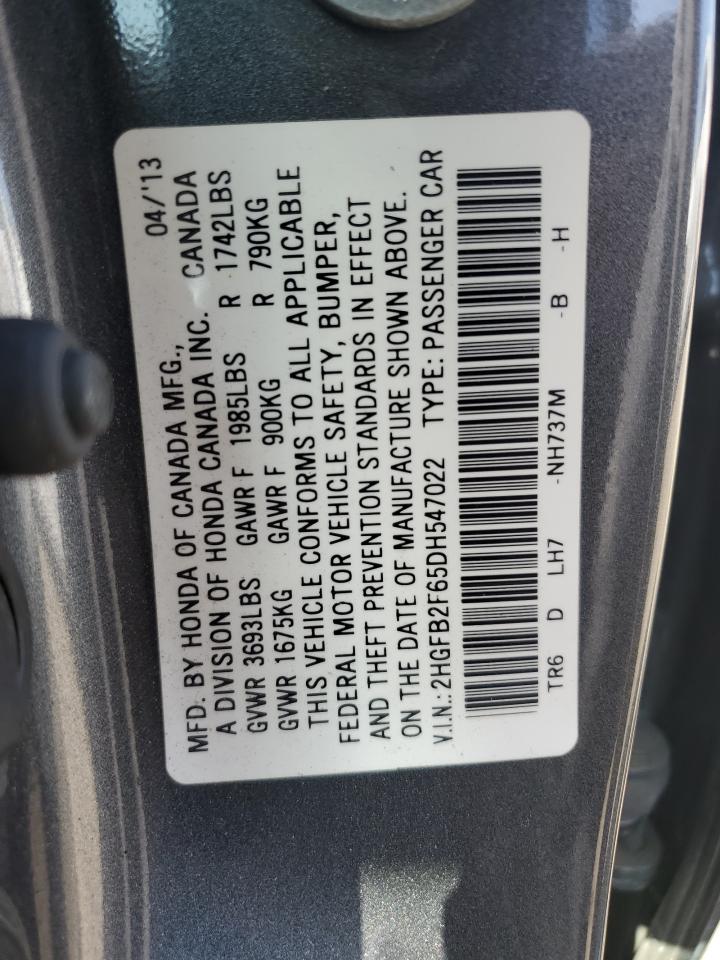 04/'13
MFD. BY HONDA OF CANADA MFG.,
A DIVISION OF HONDA CANADA INC. CANADA
GVWR 3693LBS GAWR F 1985LBS R 1742LBS
GVWR 1675KG GAWR F 900KG R 790KG
THIS VEHICLE CONFORMS TO ALL APPLICABLE
FEDERAL MOTOR VEHICLE SAFETY, BUMPER,
AND THEFT PREVENTION STANDARDS IN EFFECT
ON THE DATE OF MANUFACTURE SHOWN ABOVE.
V.I.N.: 2HGFB2F65DH547022 TYPE: PASSENGER CAR
TR6 D LH7 -NH737M -B -H